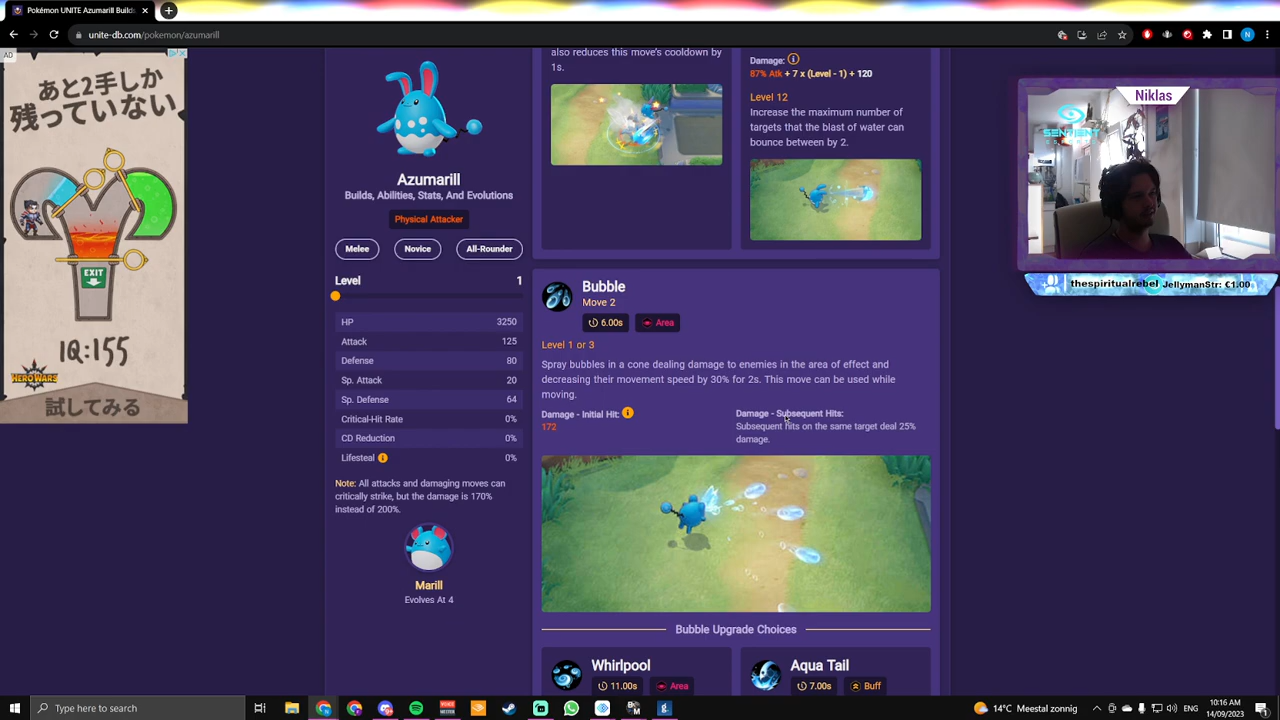 Pokémon UNITE Azumarill Builds
unite-db.com/pokemon/azumarill
N
AD
あと2手しか
残っていない
EXIT
IQ:155
HERO WARS
試してみる
Azumarill
Builds, Abilities, Stats, And Evolutions
Physical Attacker
Melee
Novice
All-Rounder
Level 1
HP 3250
Attack 125
Defense 80
Sp. Attack 20
Sp. Defense 64
Critical-Hit Rate 0%
CD Reduction 0%
Lifesteal 0%
Note: All attacks and damaging moves can
critically strike, but the damage is 170%
instead of 200%.
Marill
Evolves At 4
also reduces this move's cooldown by
1s.
Damage:
87% Atk + 7 x (Level - 1) + 120
Level 12
Increase the maximum number of
targets that the blast of water can
bounce between by 2.
Bubble
Move 2
6.00s
Area
Level 1 or 3
Spray bubbles in a cone dealing damage to enemies in the area of effect and
decreasing their movement speed by 30% for 2s. This move can be used while
moving.
Damage - Initial Hit:
172
Damage - Subsequent Hits:
Subsequent hits on the same target deal 25%
damage.
Bubble Upgrade Choices
Whirlpool
11.00s
Area
Aqua Tail
7.00s
Buff
Niklas
SENTIENT
thespiritualrebel JellymanStr: €1.00
Type here to search
14°C Meestal zonnig
10:16 AM
14/09/2023